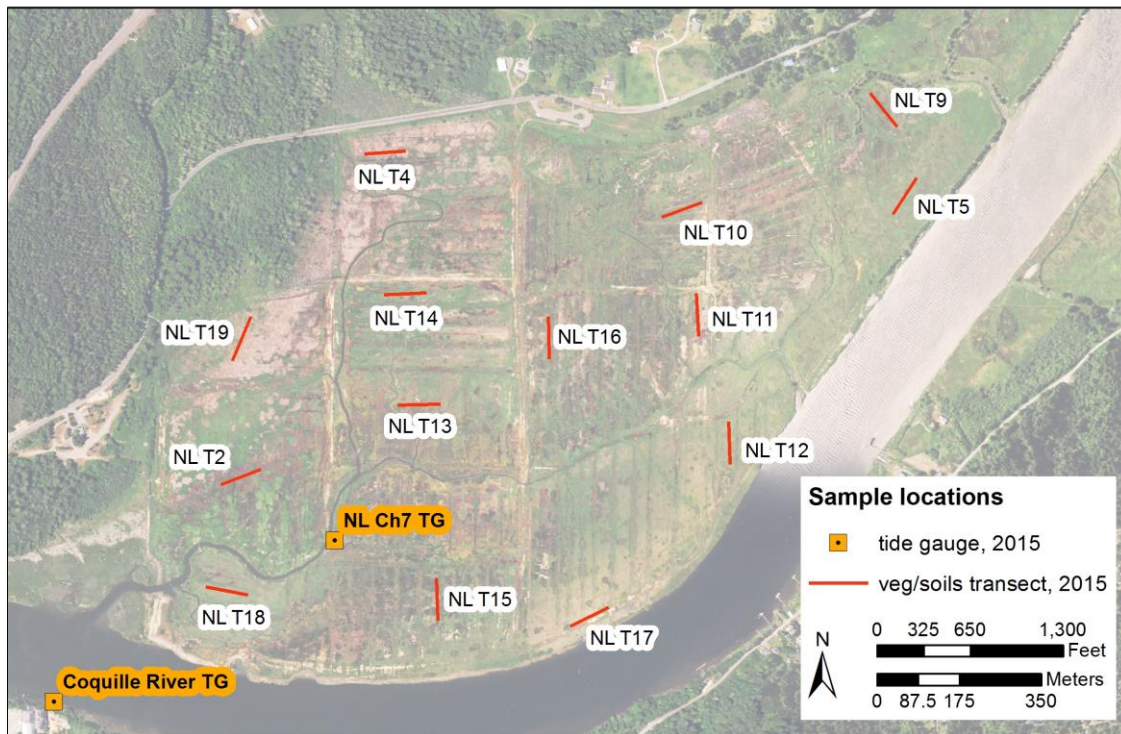 NL T9
NL T4
NL T5
NL T10
NL T14
NL T11
NL T16
NL T19
NL T13
NL T12
NL T2
NL Ch7 TG
NL T15
NL T18
NL T17
Coquille River TG
Sample locations
tide gauge, 2015
veg/soils transect, 2015
N
0 325 650 1,300
Feet
Meters
0 87.5 175 350